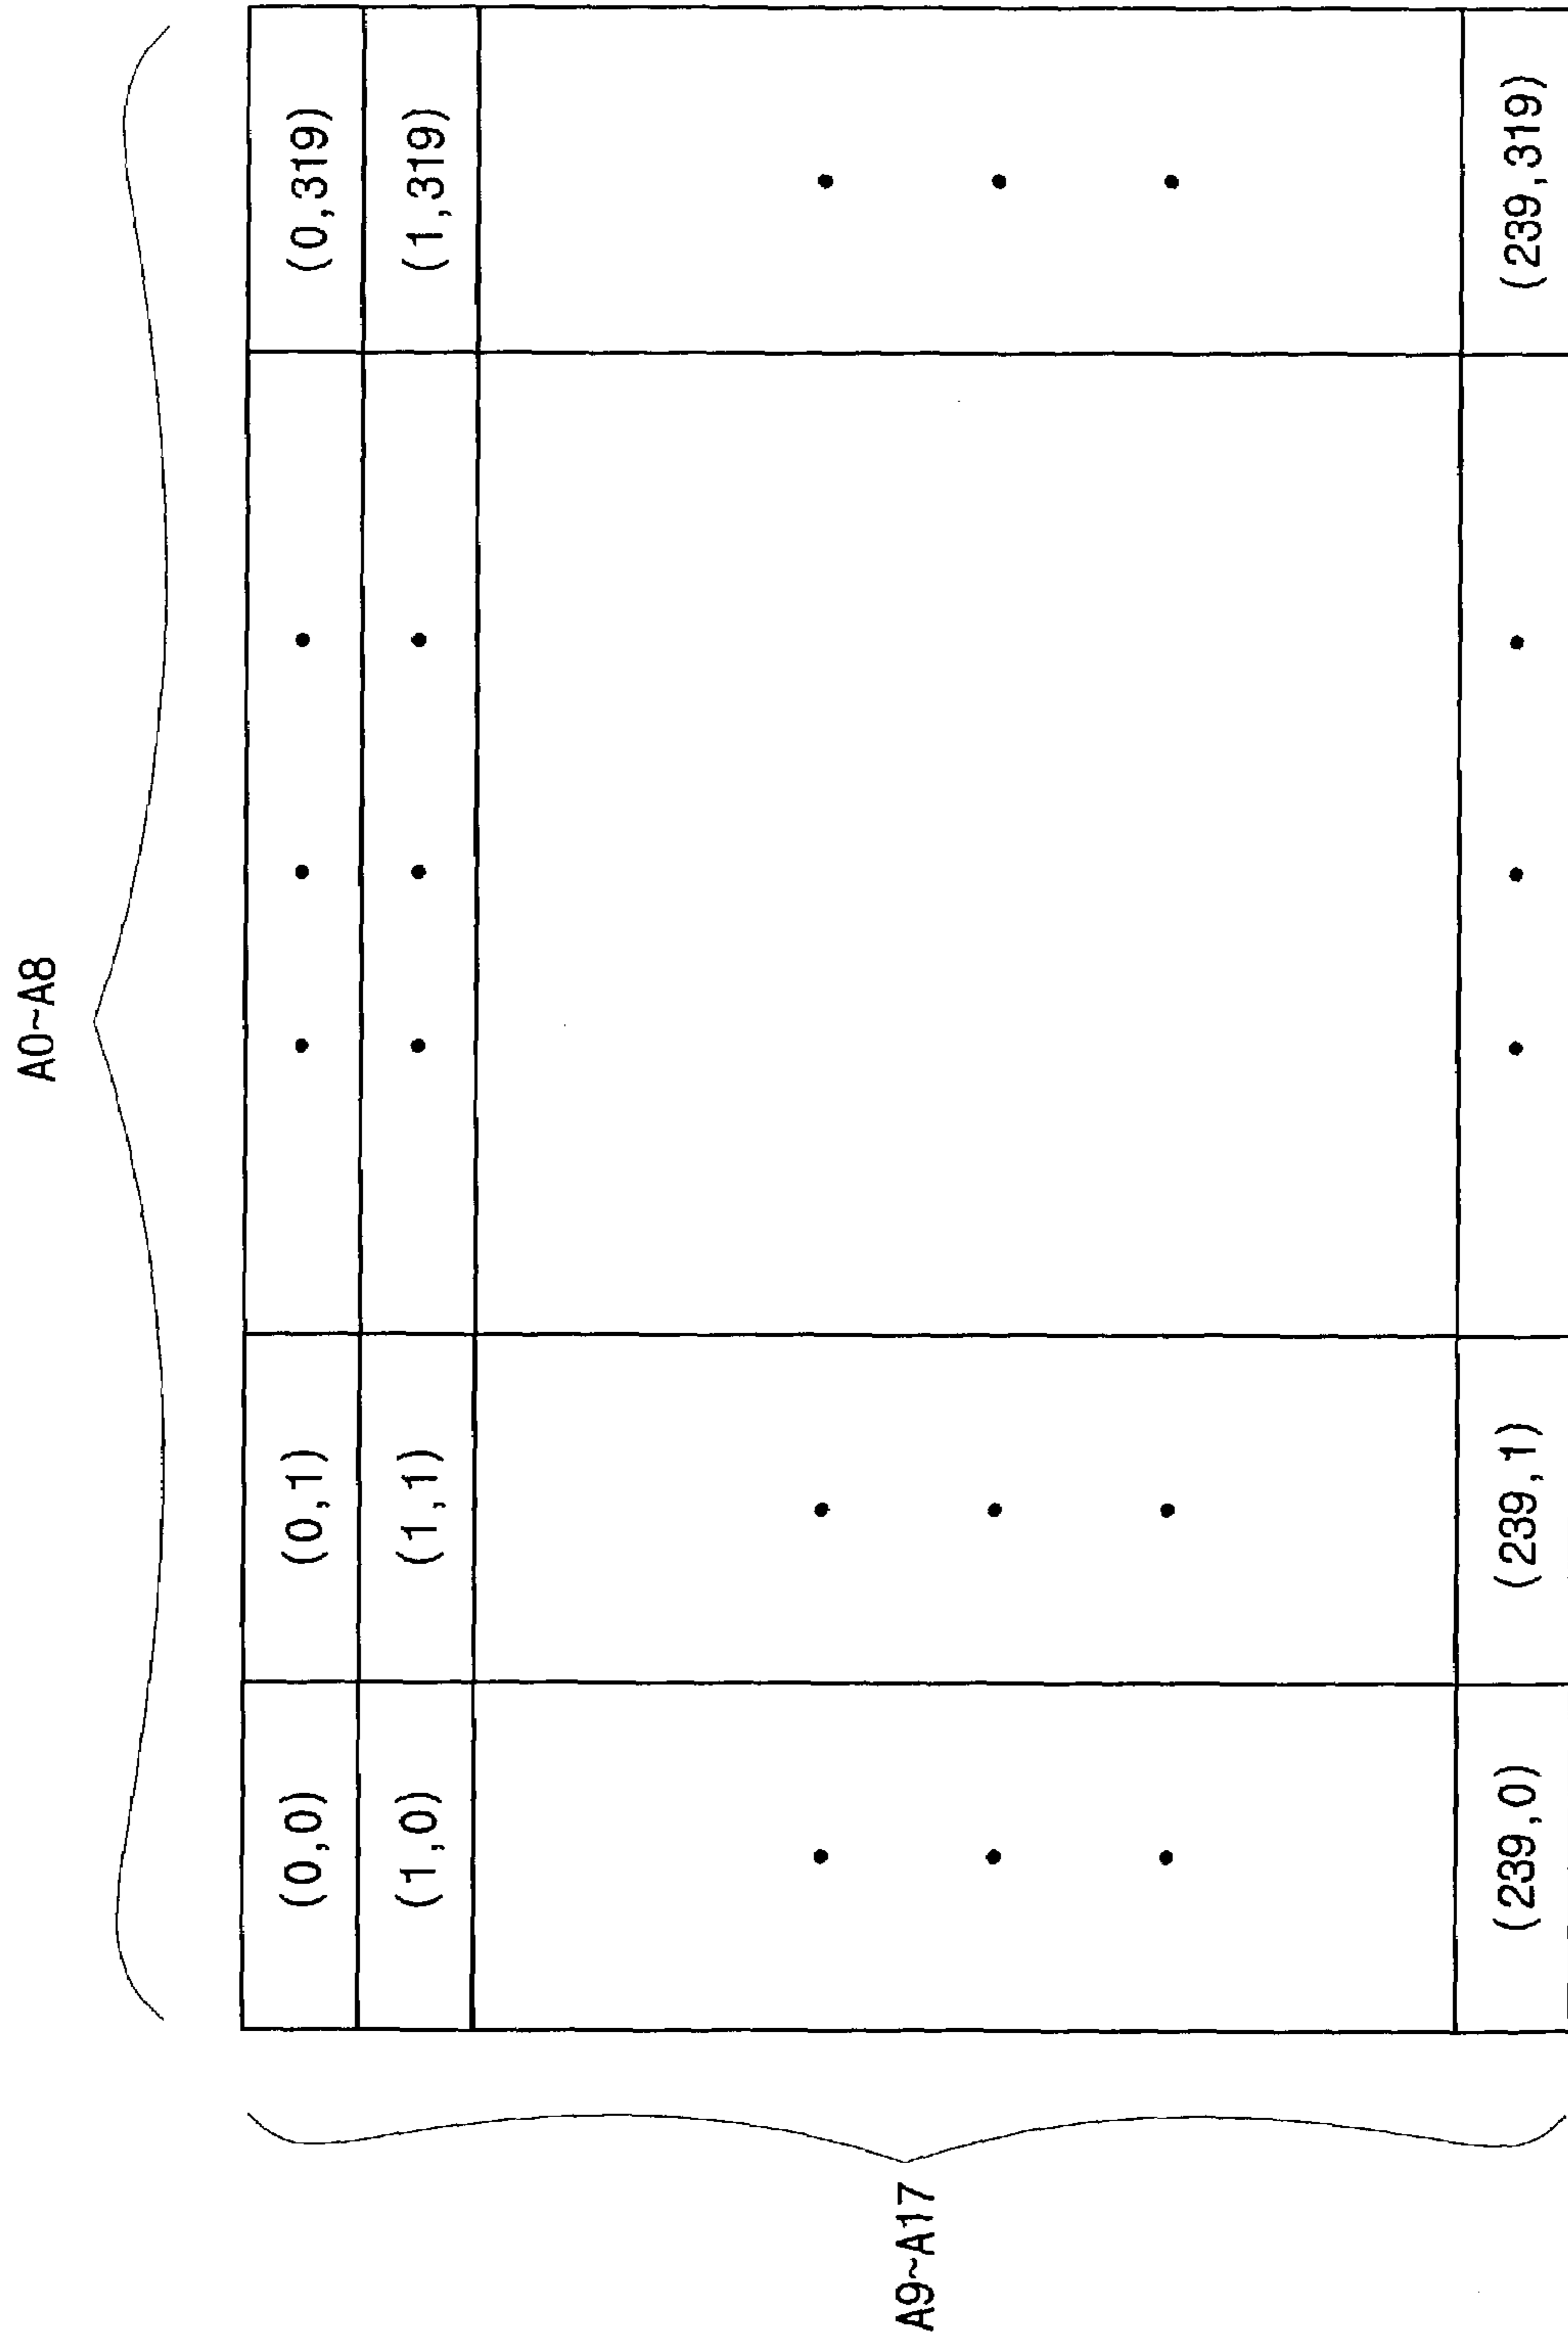 A0~A8
(0,0) (0,1) (0,319)
(1,0) (1,1) (1,319)
A9~A17
(239,0) (239,1) (239,319)